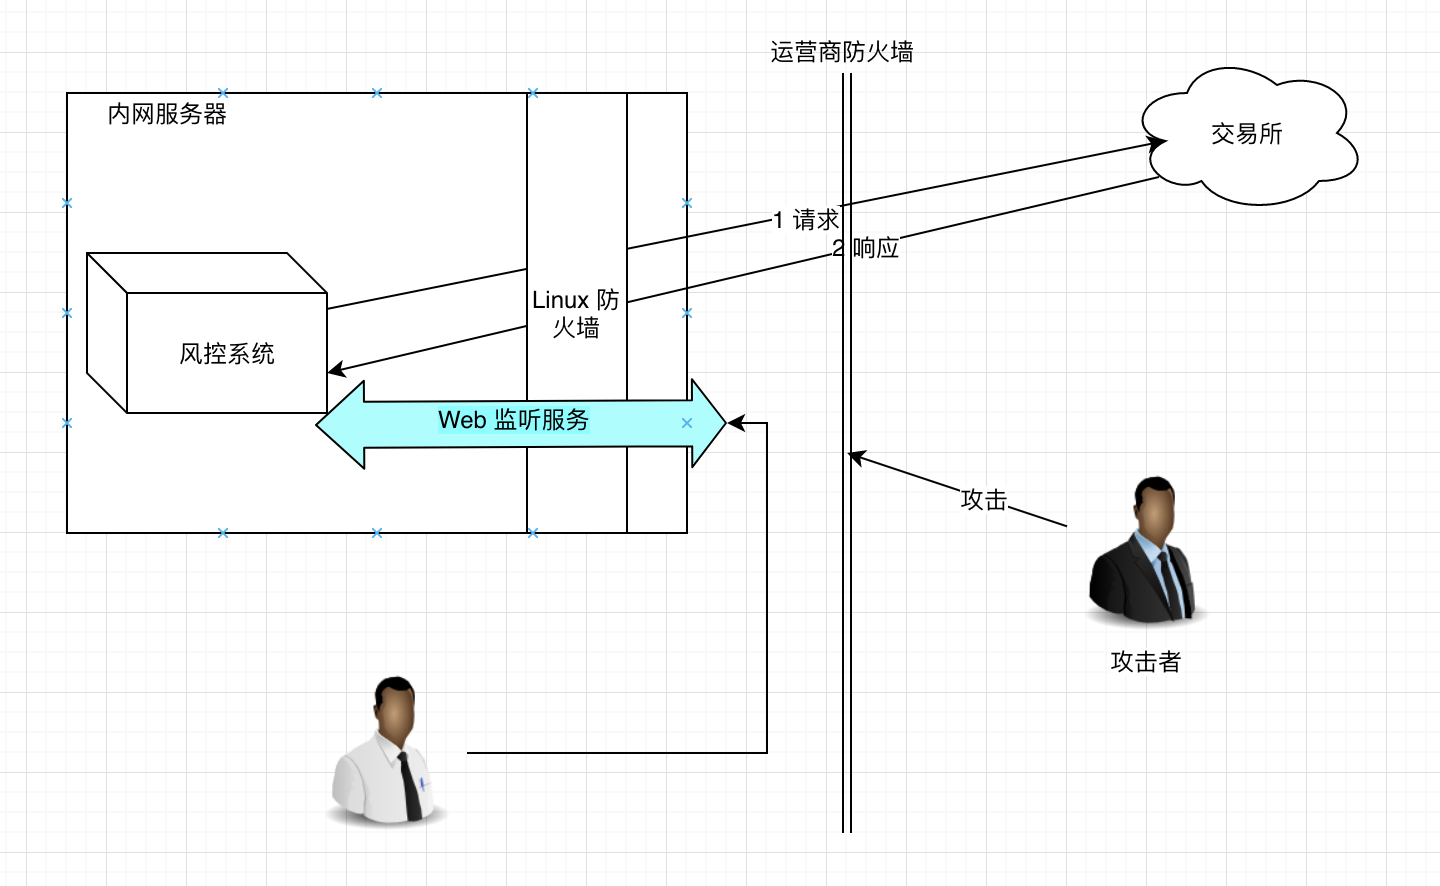 运营商防火墙
内网服务器
交易所
1 请求
2 响应
Linux 防
火墙
风控系统
Web 监听服务
攻击
攻击者